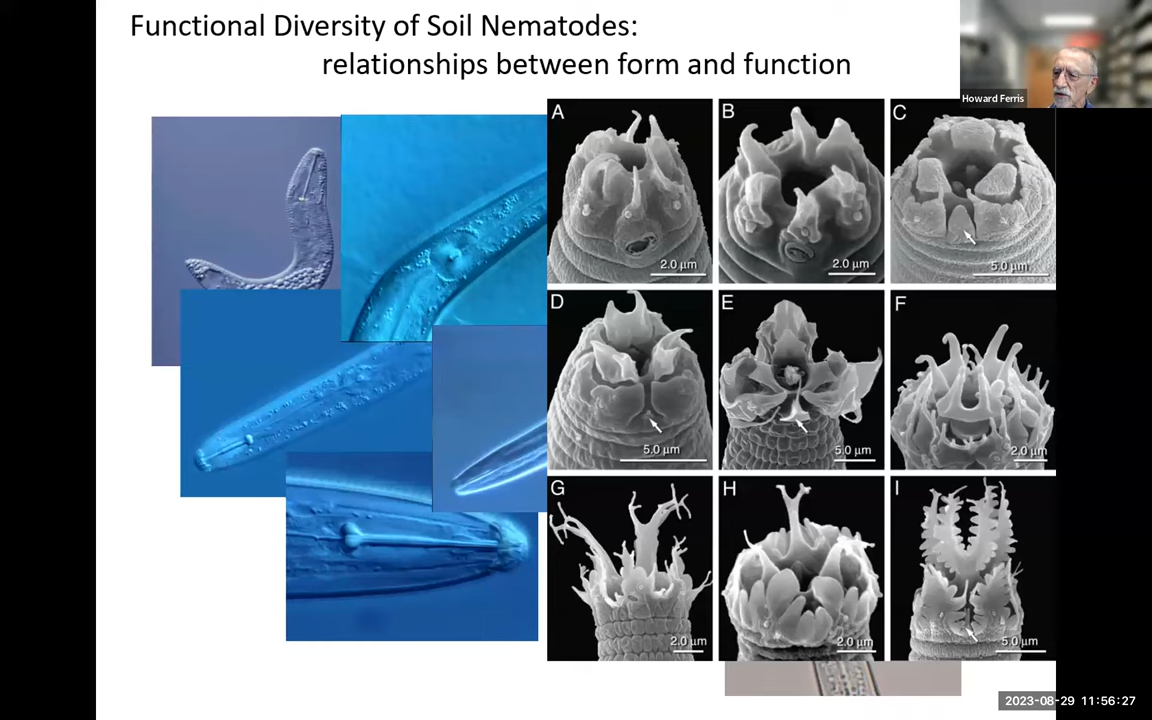 Functional Diversity of Soil Nematodes:
relationships between form and function
Howard Ferris
A
2.0 µm
B
2.0 µm
C
5.0 µm
D
5.0 µm
E
5.0 µm
F
2.0 µm
G
2.0 µm
H
2.0 µm
I
5.0 µm
2023-08-29 11:56:27